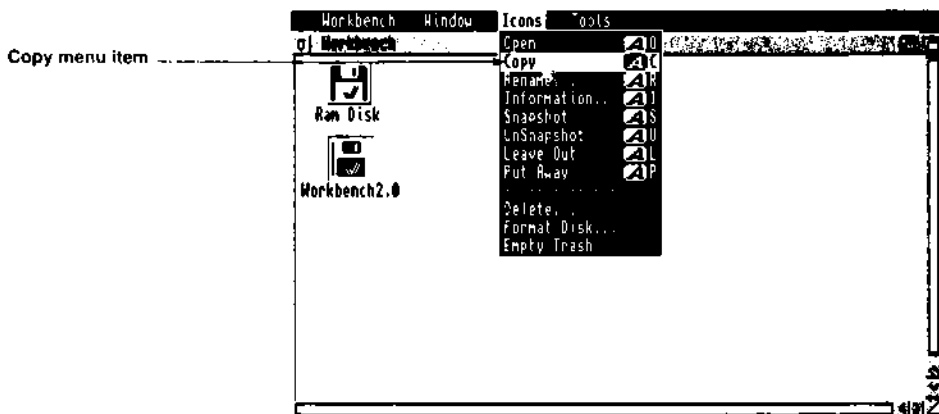 Workbench Window Icons Tools
Workbench
Copy menu item
Open A O
Copy A C
Rename... A R
Information... A I
Snapshot A S
UnSnapshot A U
Leave Out A L
Put Away A P
Delete...
Format Disk...
Empty Trash
Ram Disk
Workbench2.0